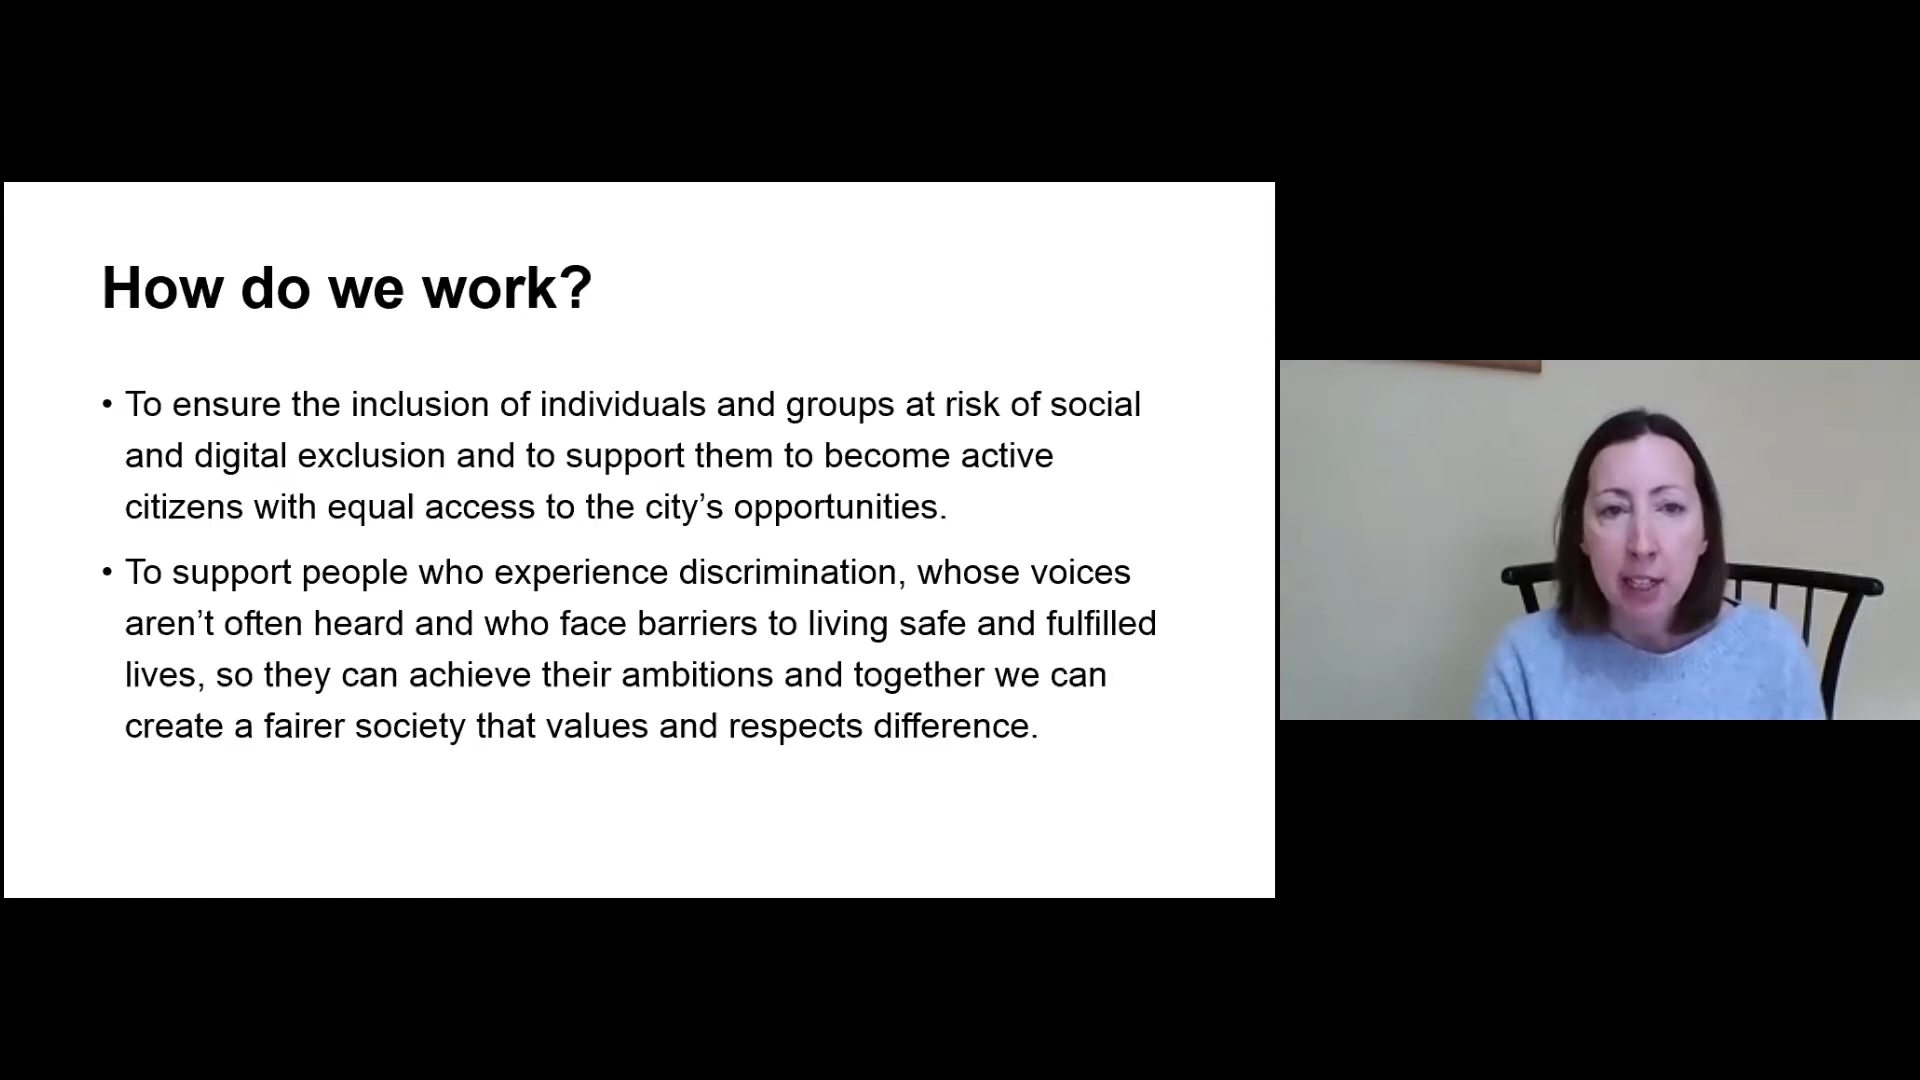 How do we work?
• To ensure the inclusion of individuals and groups at risk of social
and digital exclusion and to support them to become active
citizens with equal access to the city’s opportunities.
• To support people who experience discrimination, whose voices
aren’t often heard and who face barriers to living safe and fulfilled
lives, so they can achieve their ambitions and together we can
create a fairer society that values and respects difference.